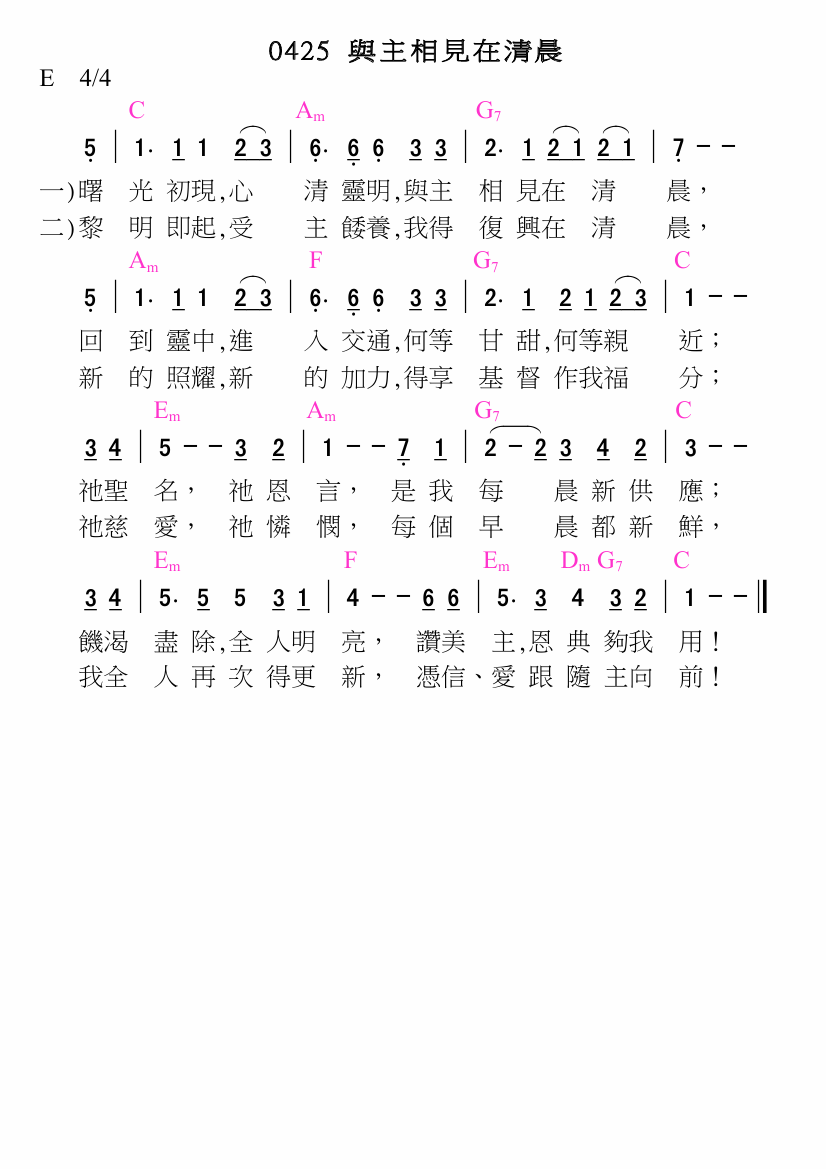 0425 與主相見在清晨
E 4/4
C Am G7
5 | 1. 1 1 2 3 | 6. 6 6 3 3 | 2. 1 2 1 2 1 | 7 - -
一)曙 光 初現,心 清 靈明,與主 相 見在 清 晨，
二)黎 明 即起,受 主 餧養,我得 復 興在 清 晨，
Am F G7 C
5 | 1. 1 1 2 3 | 6. 6 6 3 3 | 2. 1 2 1 2 3 | 1 - -
回 到 靈中,進 入 交通,何等 甘 甜,何等親 近；
新 的 照耀,新 的 加力,得享 基 督 作我福 分；
Em Am G7 C
3 4 | 5 - - 3 2 | 1 - - 7 1 | 2 - 2 3 4 2 | 3 - -
祂聖 名， 祂 恩 言， 是 我 每 晨 新 供 應；
祂慈 愛， 祂 憐 憫， 每 個 早 晨 都 新 鮮，
Em F Em Dm G7 C
3 4 | 5. 5 5 3 1 | 4 - - 6 6 | 5. 3 4 3 2 | 1 - - ‖
饑渴 盡 除,全 人明 亮， 讚美 主,恩 典 夠我 用！
我全 人 再 次 得更 新， 憑信、愛 跟 隨 主向 前！